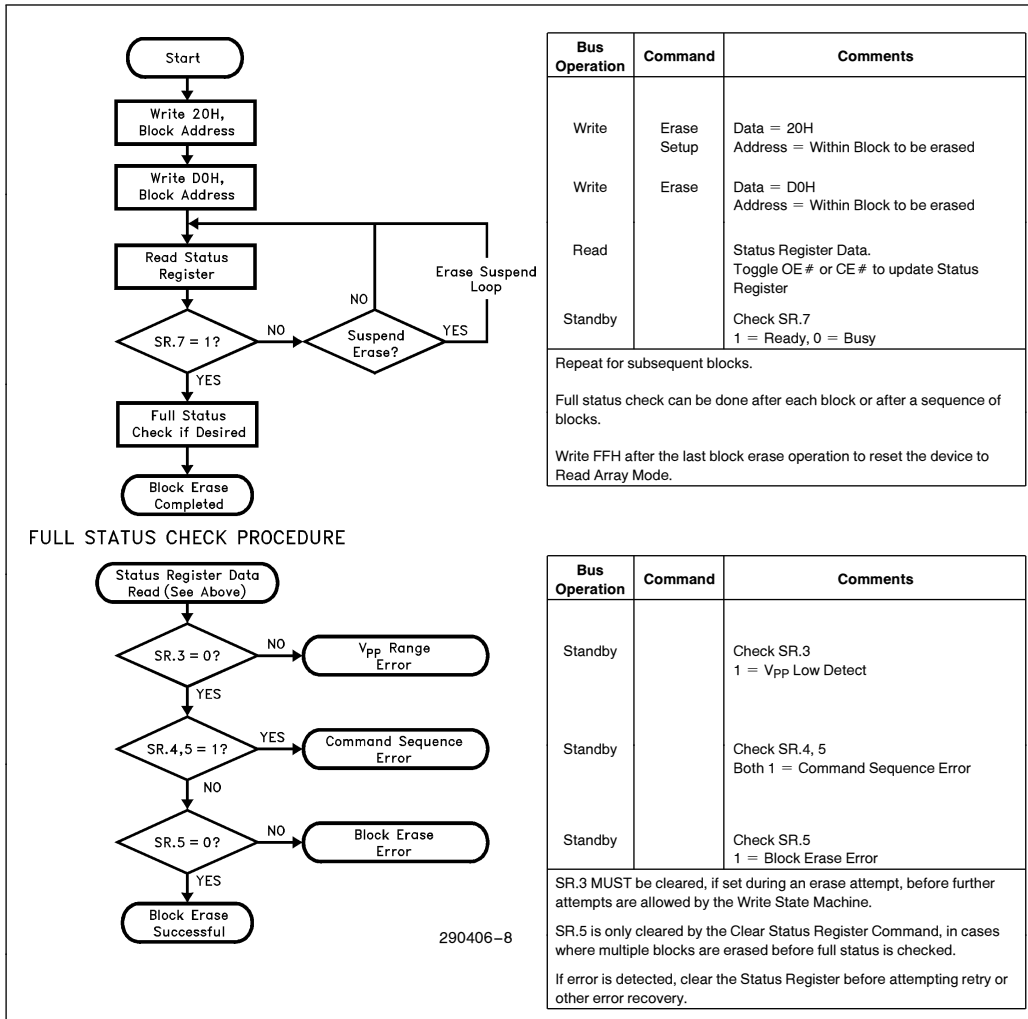 Start
Write 20H,
Block Address
Write D0H,
Block Address
Read Status
Register
SR.7 = 1?
NO
Suspend
Erase?
NO
YES
Erase Suspend
Loop
YES
Full Status
Check if Desired
Block Erase
Completed
Bus
Operation
Command
Comments
Write
Erase
Setup
Data = 20H
Address = Within Block to be erased
Write
Erase
Data = D0H
Address = Within Block to be erased
Read
Status Register Data.
Toggle OE# or CE# to update Status
Register
Standby
Check SR.7
1 = Ready, 0 = Busy
Repeat for subsequent blocks.
Full status check can be done after each block or after a sequence of
blocks.
Write FFH after the last block erase operation to reset the device to
Read Array Mode.
FULL STATUS CHECK PROCEDURE
Status Register Data
Read (See Above)
SR.3 = 0?
NO
VPP Range
Error
YES
SR.4,5 = 1?
YES
Command Sequence
Error
NO
SR.5 = 0?
NO
Block Erase
Error
YES
Block Erase
Successful
290406–8
Bus
Operation
Command
Comments
Standby
Check SR.3
1 = VPP Low Detect
Standby
Check SR.4, 5
Both 1 = Command Sequence Error
Standby
Check SR.5
1 = Block Erase Error
SR.3 MUST be cleared, if set during an erase attempt, before further
attempts are allowed by the Write State Machine.
SR.5 is only cleared by the Clear Status Register Command, in cases
where multiple blocks are erased before full status is checked.
If error is detected, clear the Status Register before attempting retry or
other error recovery.